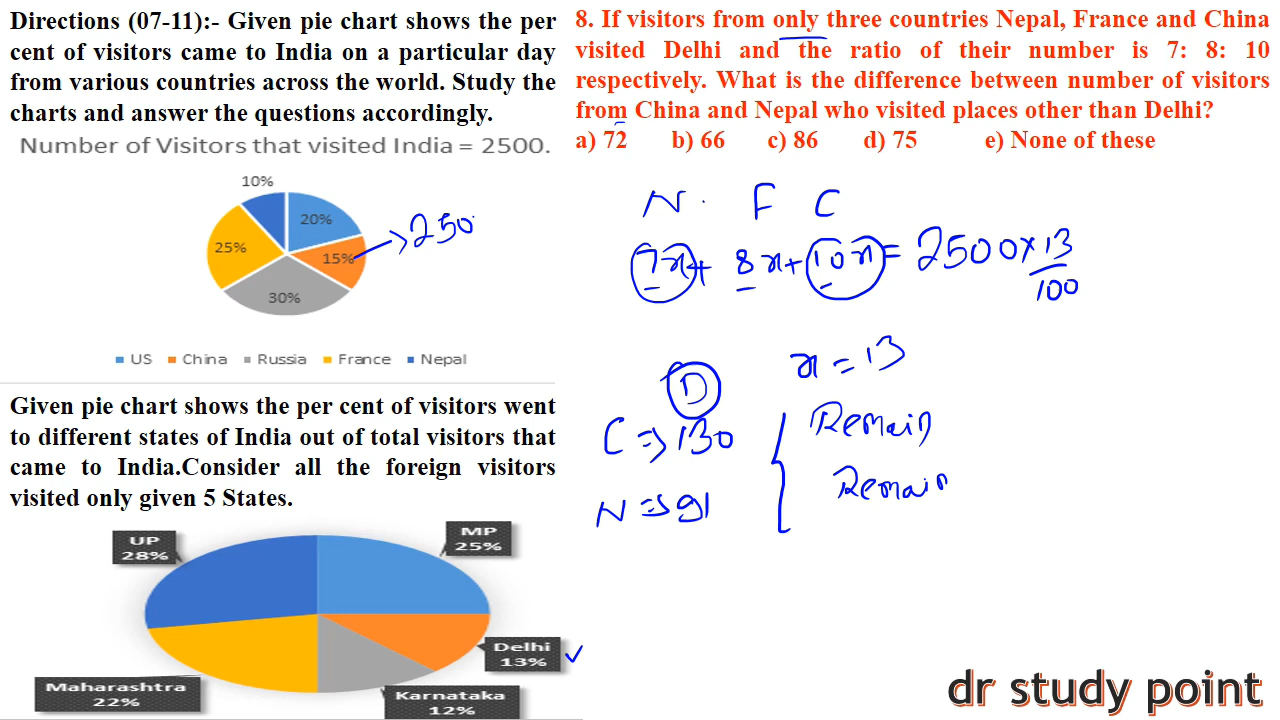 Directions (07-11):- Given pie chart shows the per
cent of visitors came to India on a particular day
from various countries across the world. Study the
charts and answer the questions accordingly.
Number of Visitors that visited India = 2500.
10%
20%
25%
15%
30%
250
US China Russia France Nepal
Given pie chart shows the per cent of visitors went
to different states of India out of total visitors that
came to India.Consider all the foreign visitors
visited only given 5 States.
UP
28%
MP
25%
Delhi
13%
Maharashtra
22%
Karnataka
12%
8. If visitors from only three countries Nepal, France and China
visited Delhi and the ratio of their number is 7: 8: 10
respectively. What is the difference between number of visitors
from China and Nepal who visited places other than Delhi?
a) 72 b) 66 c) 86 d) 75 e) None of these
N. F C
7x+ 8x+ 10x = 2500 × 13/100
x = 13
D
C => 130 Remain
N => 91 Remain
dr study point